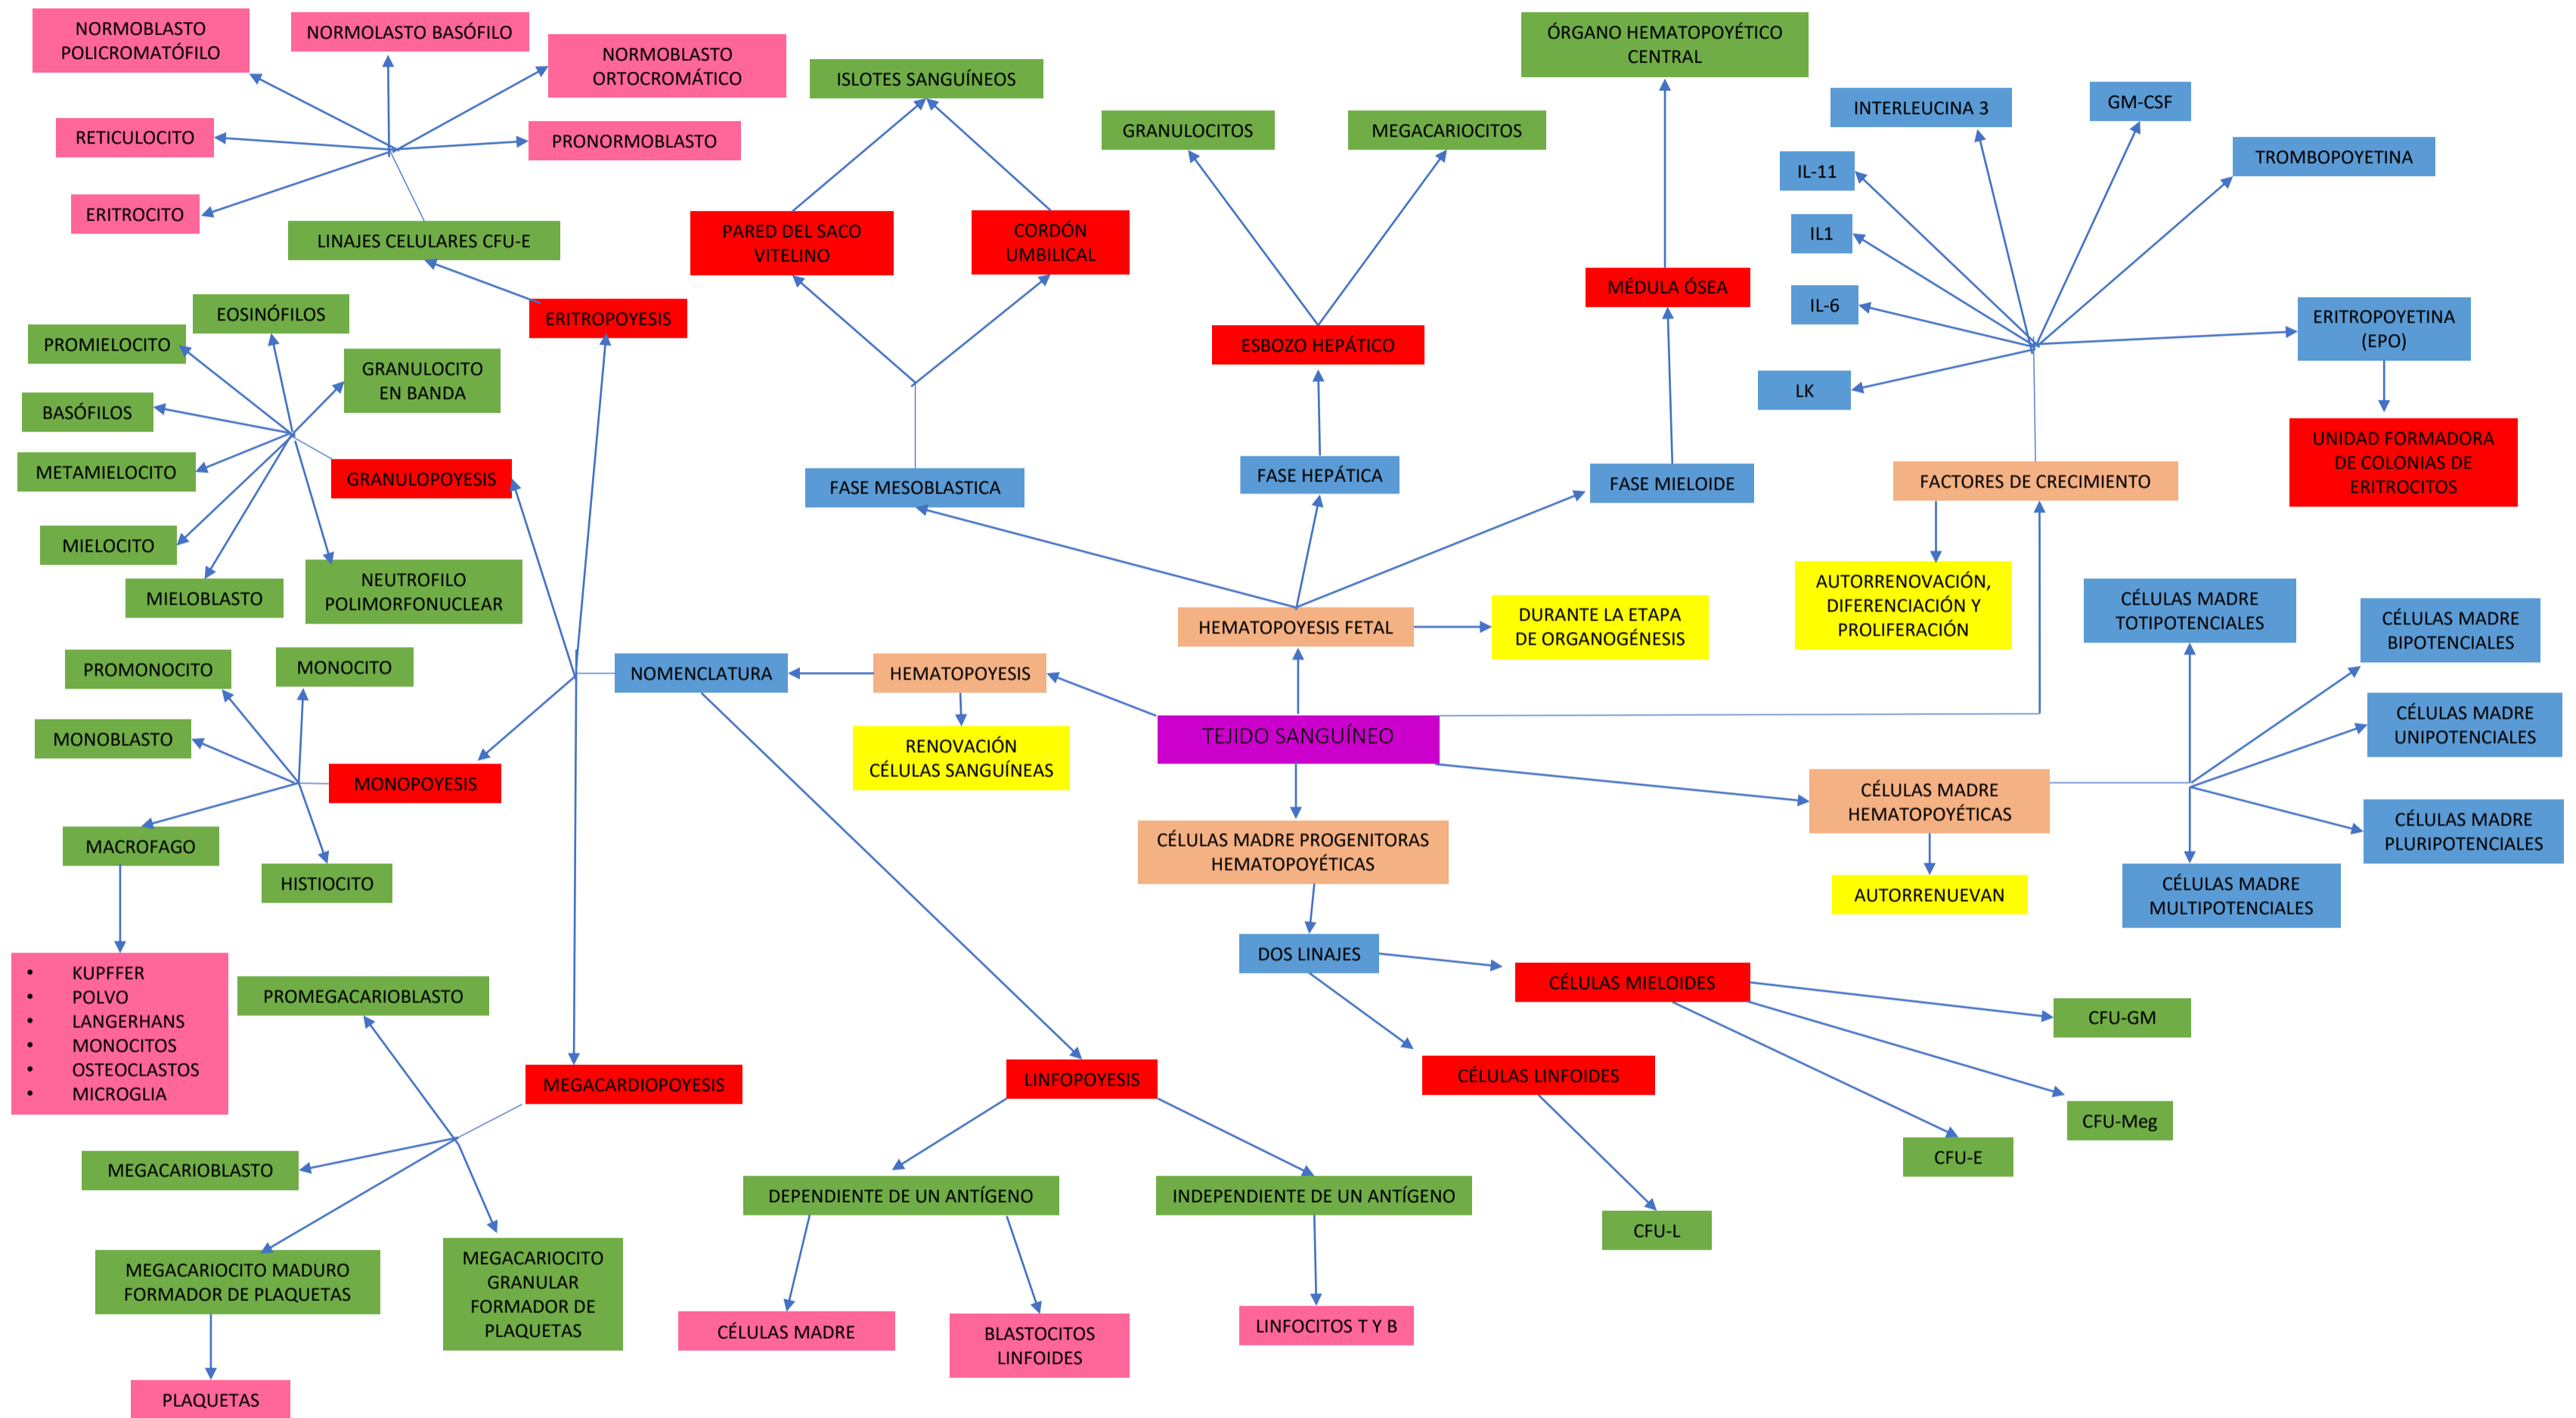 NORMOBLASTO
POLICROMATÓFILO
NORMOLASTO BASÓFILO
NORMOBLASTO
ORTOCROMÁTICO
RETICULOCITO
PRONORMOBLASTO
ERITROCITO
LINAJES CELULARES CFU-E
ERITROPOYESIS
ISLOTES SANGUÍNEOS
PARED DEL SACO
VITELINO
CORDÓN
UMBILICAL
GRANULOCITOS
MEGACARIOCITOS
ESBOZO HEPÁTICO
ÓRGANO HEMATOPOYÉTICO
CENTRAL
MÉDULA ÓSEA
INTERLEUCINA 3
GM-CSF
TROMBOPOYETINA
IL-11
IL1
IL-6
LK
ERITROPOYETINA
(EPO)
UNIDAD FORMADORA
DE COLONIAS DE
ERITROCITOS
EOSINÓFILOS
PROMIELOCITO
GRANULOCITO
EN BANDA
BASÓFILOS
METAMIELOCITO
GRANULOPOYESIS
MIELOCITO
MIELOBLASTO
NEUTROFILO
POLIMORFONUCLEAR
FASE MESOBLASTICA
FASE HEPÁTICA
FASE MIELOIDE
FACTORES DE CRECIMIENTO
AUTORRENOVACIÓN,
DIFERENCIACIÓN Y
PROLIFERACIÓN
HEMATOPOYESIS FETAL
DURANTE LA ETAPA
DE ORGANOGÉNESIS
CÉLULAS MADRE
TOTIPOTENCIALES
CÉLULAS MADRE
BIPOTENCIALES
CÉLULAS MADRE
UNIPOTENCIALES
CÉLULAS MADRE
PLURIPOTENCIALES
CÉLULAS MADRE
MULTIPOTENCIALES
PROMONOCITO
MONOCITO
MONOBLASTO
MONOPOYESIS
MACROFAGO
HISTIOCITO
NOMENCLATURA
HEMATOPOYESIS
RENOVACIÓN
CÉLULAS SANGUÍNEAS
TEJIDO SANGUÍNEO
CÉLULAS MADRE
HEMATOPOYÉTICAS
AUTORRENUEVAN
CÉLULAS MADRE PROGENITORAS
HEMATOPOYÉTICAS
DOS LINAJES
CÉLULAS MIELOIDES
CÉLULAS LINFOIDES
CFU-GM
CFU-Meg
CFU-E
CFU-L
• KUPFFER
• POLVO
• LANGERHANS
• MONOCITOS
• OSTEOCLASTOS
• MICROGLIA
PROMEGACARIOBLASTO
MEGACARDIOPOYESIS
MEGACARIOBLASTO
MEGACARIOCITO MADURO
FORMADOR DE PLAQUETAS
MEGACARIOCITO
GRANULAR
FORMADOR DE
PLAQUETAS
PLAQUETAS
LINFOPOYESIS
DEPENDIENTE DE UN ANTÍGENO
INDEPENDIENTE DE UN ANTÍGENO
CÉLULAS MADRE
BLASTOCITOS
LINFOIDES
LINFOCITOS T Y B